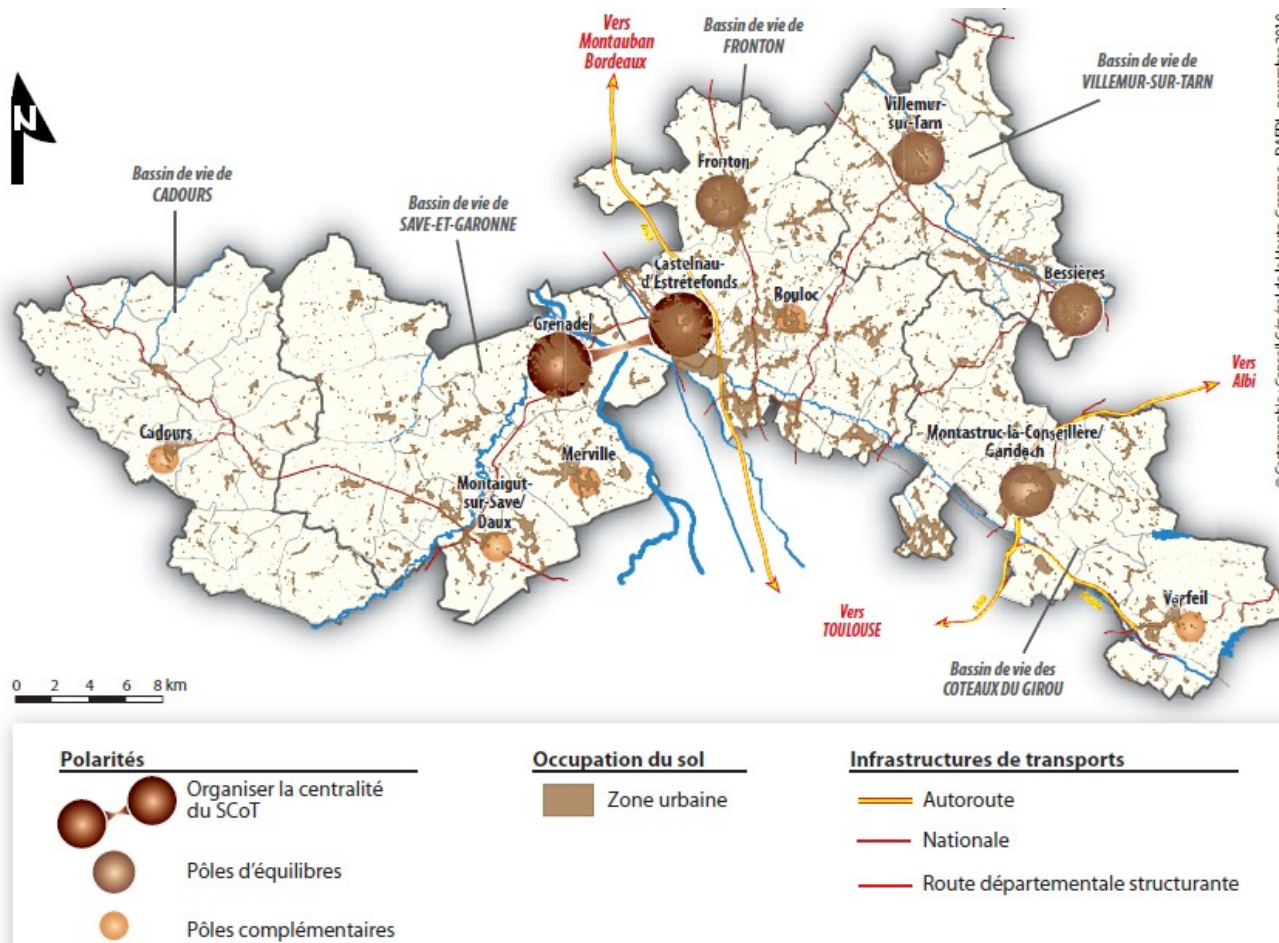 Vers
Montauban
Bordeaux
Bassin de vie de
FRONTON
Bassin de vie de
VILLEMUR-SUR-TARN
N
Villemur-
sur-Tarn
Fronton
Bassin de vie de
CADOURS
Bassin de vie de
SAVE-ET-GARONNE
Castelnau-
d'Estrétefonds
Bouloc
Bessières
Grenade
Vers
Albi
Cadours
Merville
Montastruc-la-Conseillère/
Garidech
Montaigut-
sur-Save/
Daux
Vers
TOULOUSE
Verfeil
Bassin de vie des
COTEAUX DU GIROU
0 2 4 6 8 km
Polarités
Organiser la centralité
du SCoT
Pôles d'équilibres
Pôles complémentaires
Occupation du sol
Zone urbaine
Infrastructures de transports
Autoroute
Nationale
Route départementale structurante